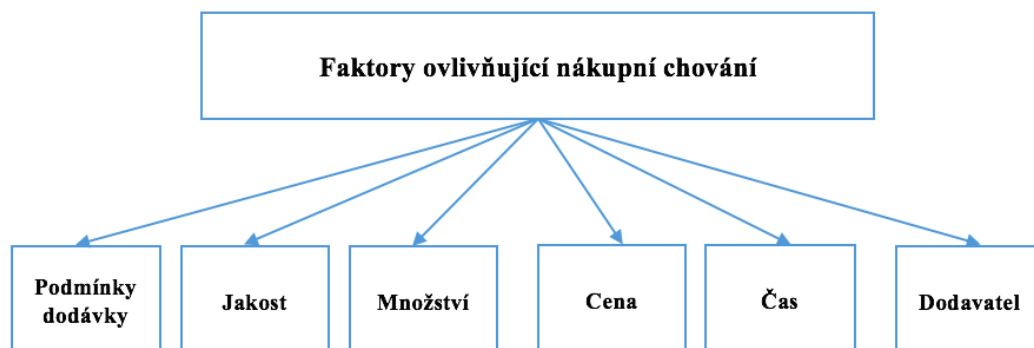 Faktory ovlivňující nákupní chování
Podmínky
dodávky
Jakost
Množství
Cena
Čas
Dodavatel